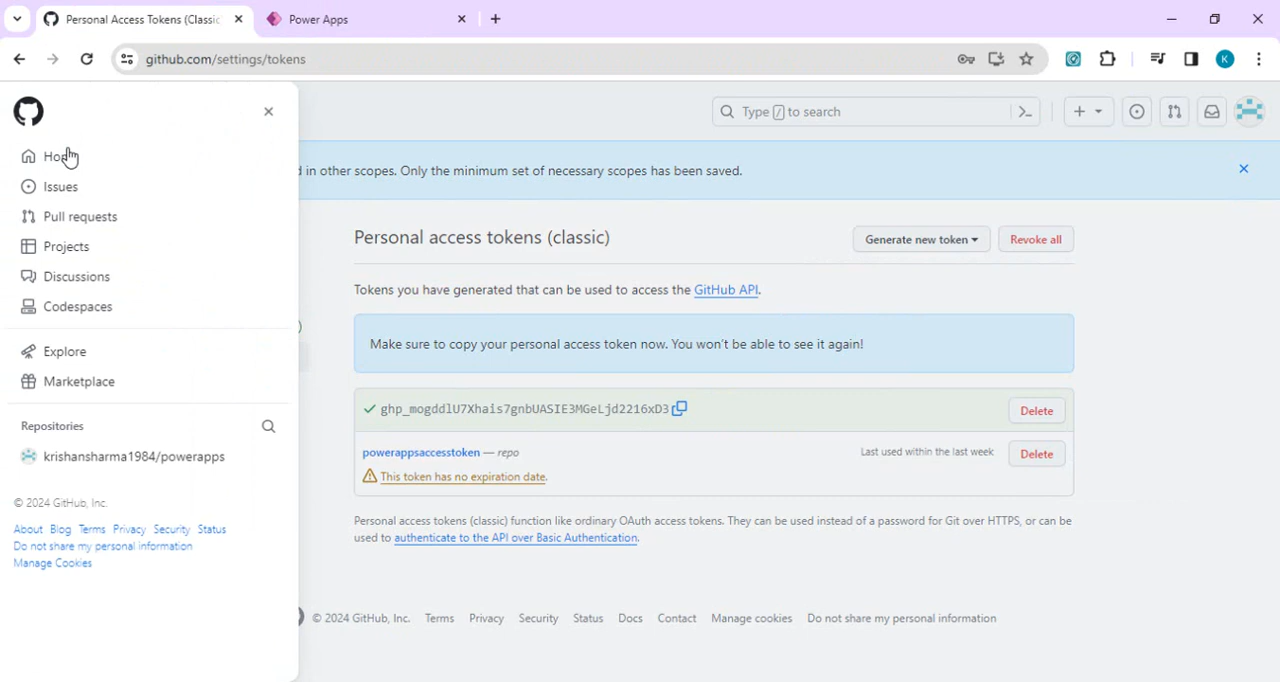 Personal Access Tokens (Classic
Power Apps
github.com/settings/tokens
K
Type / to search
Issues
Pull requests
Projects
Discussions
Codespaces
Explore
Marketplace
Repositories
krishansharma1984/powerapps
© 2024 GitHub, Inc.
About Blog Terms Privacy Security Status
Do not share my personal information
Manage Cookies
d in other scopes. Only the minimum set of necessary scopes has been saved.
Personal access tokens (classic)
Generate new token
Revoke all
Tokens you have generated that can be used to access the GitHub API.
Make sure to copy your personal access token now. You won't be able to see it again!
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
Delete
powerappsaccesstoken — repo
Last used within the last week
Delete
This token has no expiration date.
Personal access tokens (classic) function like ordinary OAuth access tokens. They can be used instead of a password for Git over HTTPS, or can be
used to authenticate to the API over Basic Authentication.
© 2024 GitHub, Inc. Terms Privacy Security Status Docs Contact Manage cookies Do not share my personal information